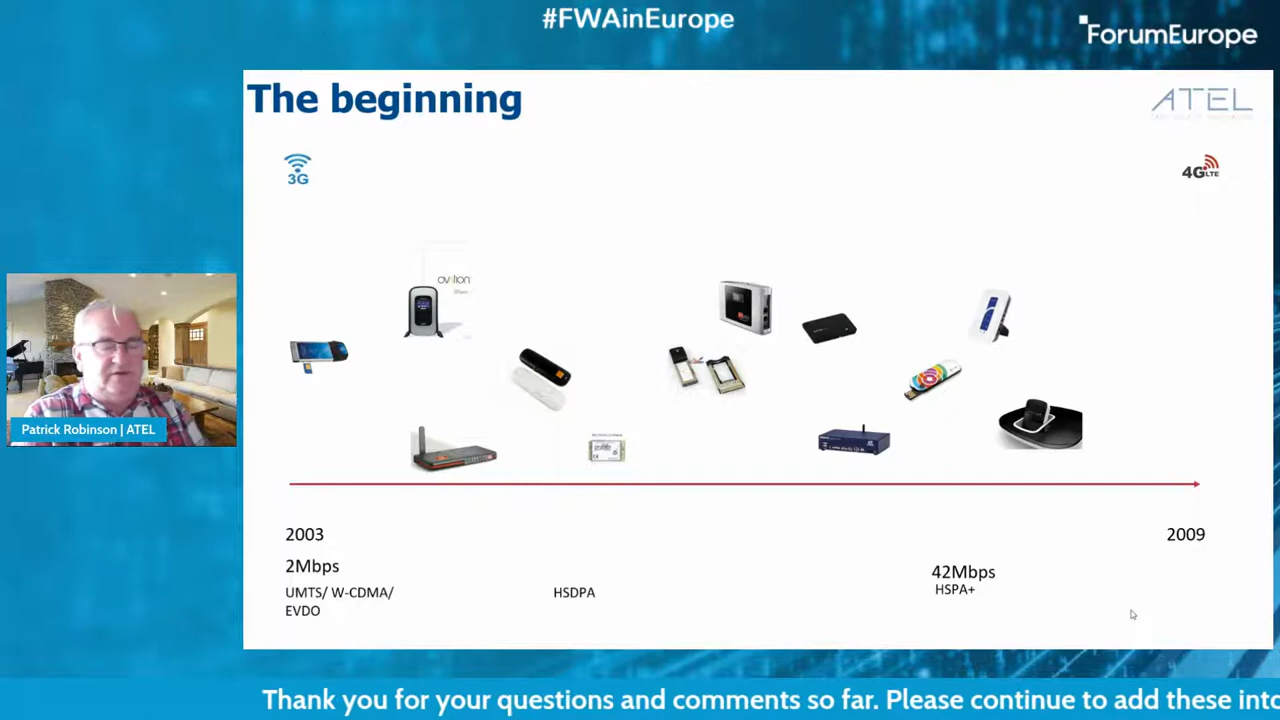 #FWAinEurope
ForumEurope
The beginning
ATEL
3G
4G LTE
ovation
2003
2009
2Mbps
42Mbps
UMTS/ W-CDMA/
EVDO
HSDPA
HSPA+
Patrick Robinson | ATEL
Thank you for your questions and comments so far. Please continue to add these into